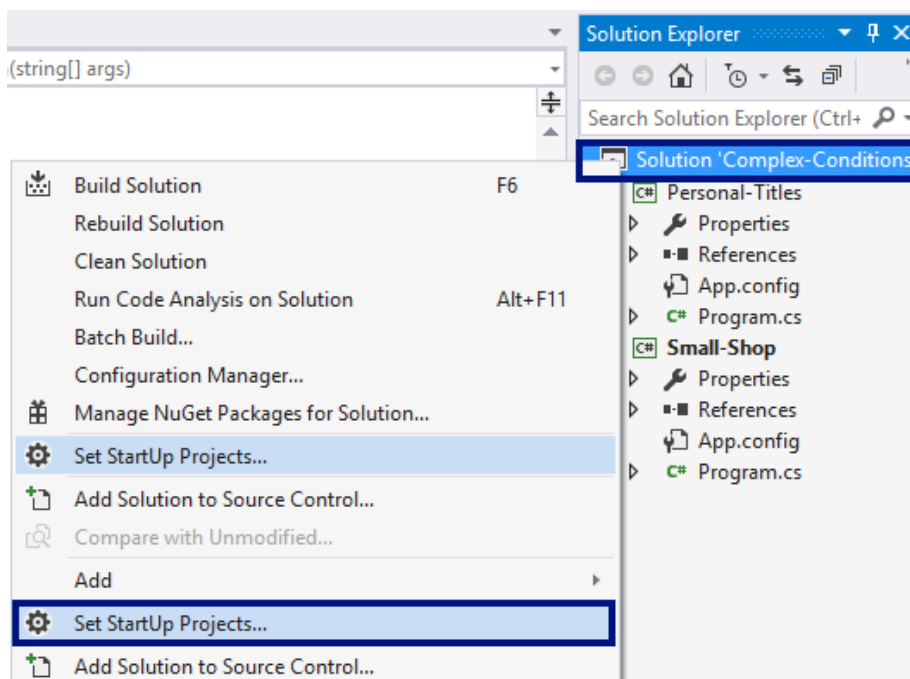 Solution Explorer
(string[] args)
Search Solution Explorer (Ctrl+
Solution 'Complex-Conditions
Build Solution F6
Rebuild Solution
Clean Solution
Run Code Analysis on Solution Alt+F11
Batch Build...
Configuration Manager...
Manage NuGet Packages for Solution...
Set StartUp Projects...
Add Solution to Source Control...
Compare with Unmodified...
Add
Set StartUp Projects...
Add Solution to Source Control...
C# Personal-Titles
Properties
References
App.config
C# Program.cs
C# Small-Shop
Properties
References
App.config
C# Program.cs